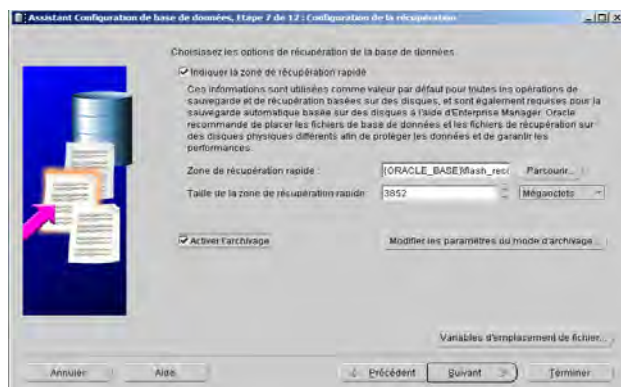 Assistant Configuration de base de données, Etape 7 de 12 : Configuration de la récupération
Choisissez les options de récupération de la base de données.
Indiquer la zone de récupération rapide
Ces informations sont utilisées comme valeur par défaut pour toutes les opérations de
sauvegarde et de récupération basées sur des disques, et sont également requises pour la
sauvegarde automatique basée sur des disques à l'aide d'Enterprise Manager. Oracle
recommande de placer les fichiers de base de données et les fichiers de récupération sur
des disques physiques différents afin de protéger les données et de garantir les
performances.
Zone de récupération rapide : {ORACLE_BASE}\flash_reco Parcourir...
Taille de la zone de récupération rapide : 3852 Mégaoctets
Activer l'archivage Modifier les paramètres du mode d'archivage...
Variables d'emplacement de fichier...
Annuler Aide Précédent Suivant Terminer